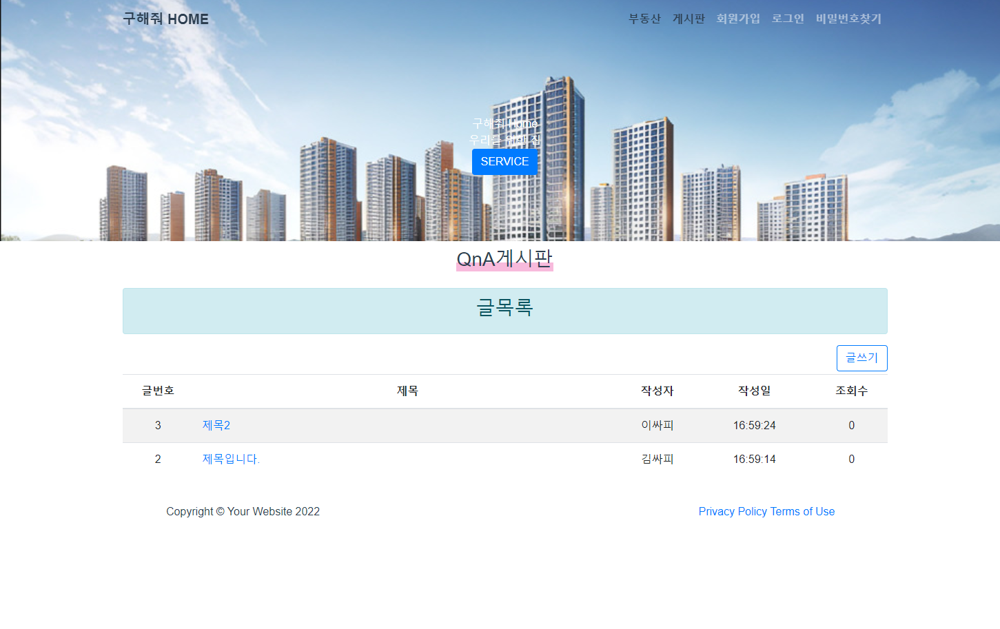 구해줘 HOME
부동산 게시판 회원가입 로그인 비밀번호찾기
구해줘 Home
우리를 위한 집
SERVICE
QnA게시판
글목록
글쓰기
글번호 제목 작성자 작성일 조회수
3 제목2 이싸피 16:59:24 0
2 제목입니다. 김싸피 16:59:14 0
Copyright © Your Website 2022
Privacy Policy Terms of Use